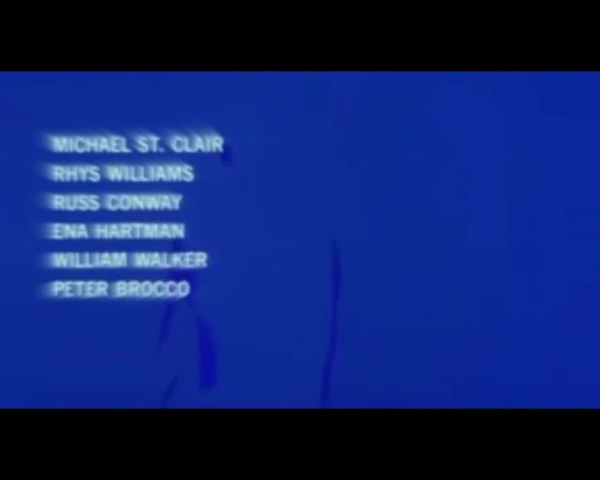 MICHAEL ST. CLAIR
RHYS WILLIAMS
RUSS CONWAY
ENA HARTMAN
WILLIAM WALKER
PETER BROCCO